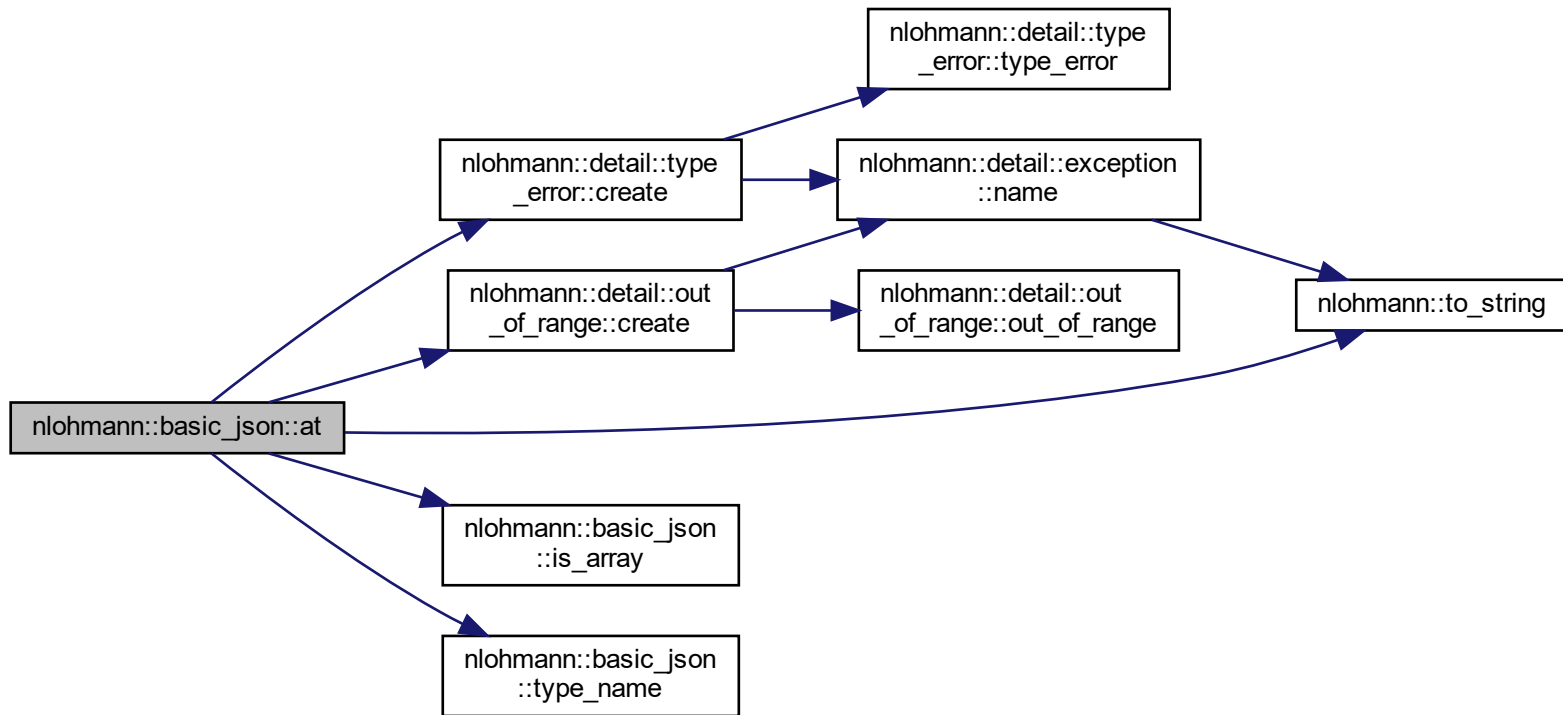 nlohmann::detail::type
_error::type_error
nlohmann::detail::type
_error::create
nlohmann::detail::exception
::name
nlohmann::detail::out
_of_range::create
nlohmann::detail::out
_of_range::out_of_range
nlohmann::to_string
nlohmann::basic_json::at
nlohmann::basic_json
::is_array
nlohmann::basic_json
::type_name